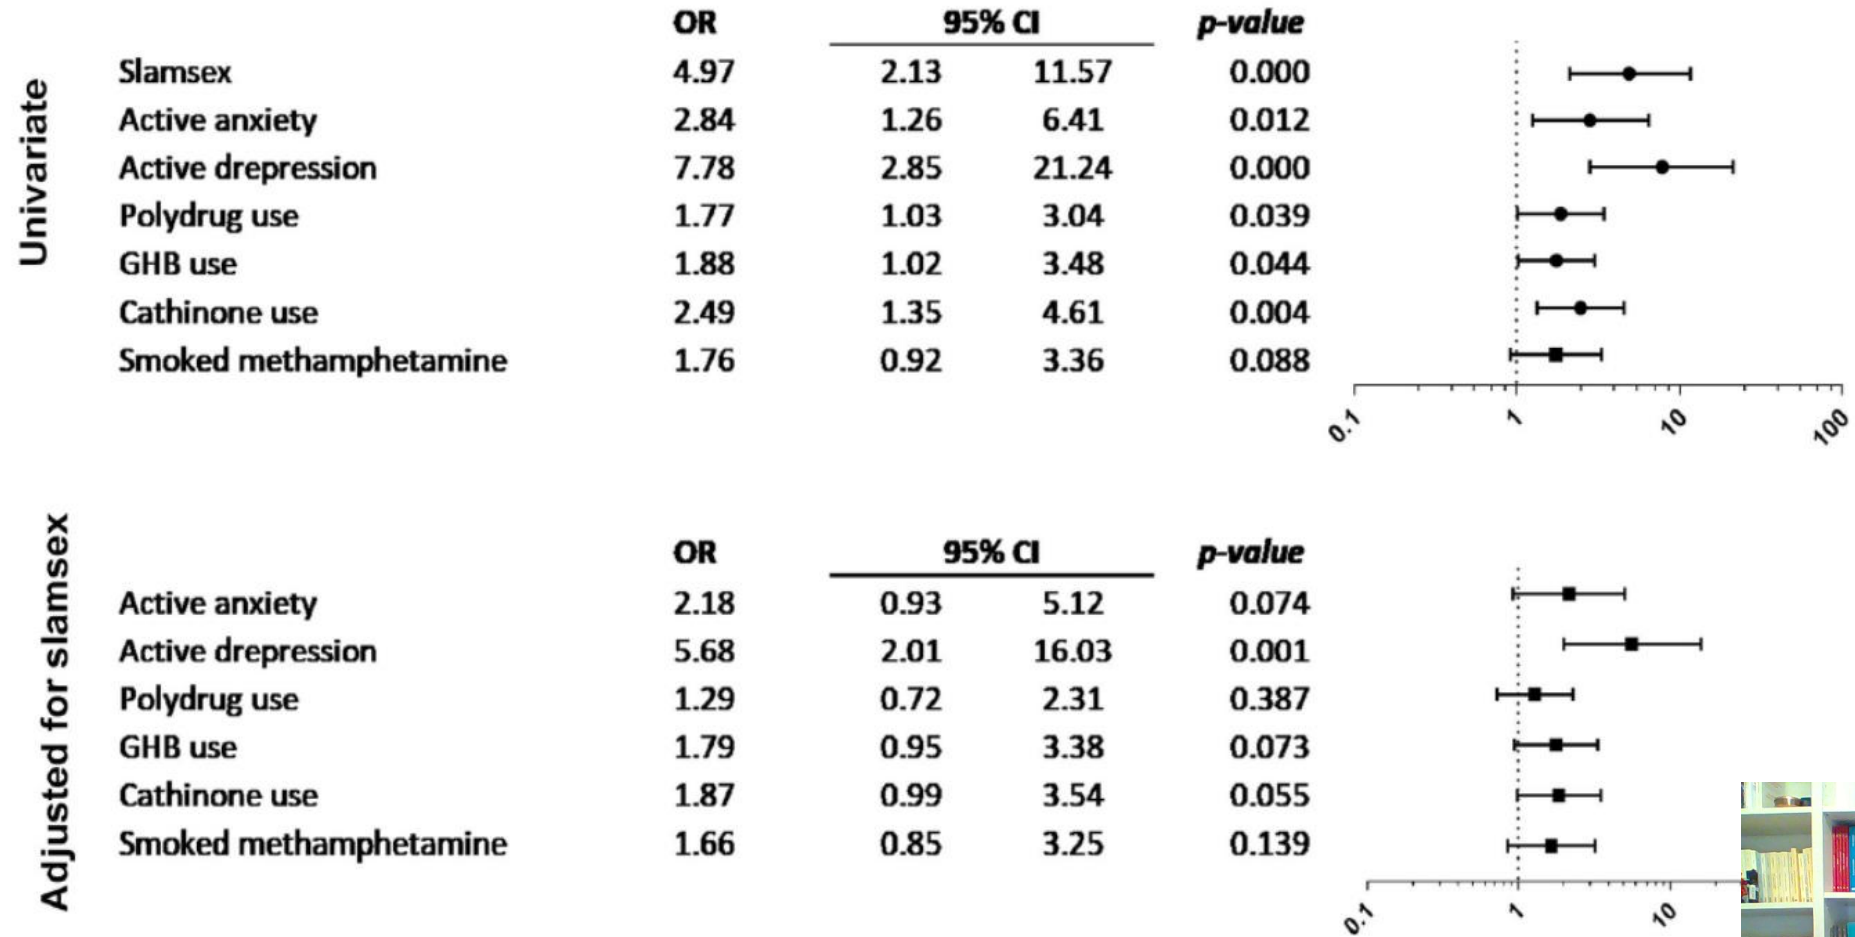 OR 95% CI p-value
Univariate
Slamsex 4.97 2.13 11.57 0.000
Active anxiety 2.84 1.26 6.41 0.012
Active drepression 7.78 2.85 21.24 0.000
Polydrug use 1.77 1.03 3.04 0.039
GHB use 1.88 1.02 3.48 0.044
Cathinone use 2.49 1.35 4.61 0.004
Smoked methamphetamine 1.76 0.92 3.36 0.088
0.1 1 10 100
OR 95% CI p-value
Adjusted for slamsex
Active anxiety 2.18 0.93 5.12 0.074
Active drepression 5.68 2.01 16.03 0.001
Polydrug use 1.29 0.72 2.31 0.387
GHB use 1.79 0.95 3.38 0.073
Cathinone use 1.87 0.99 3.54 0.055
Smoked methamphetamine 1.66 0.85 3.25 0.139
0.1 1 10